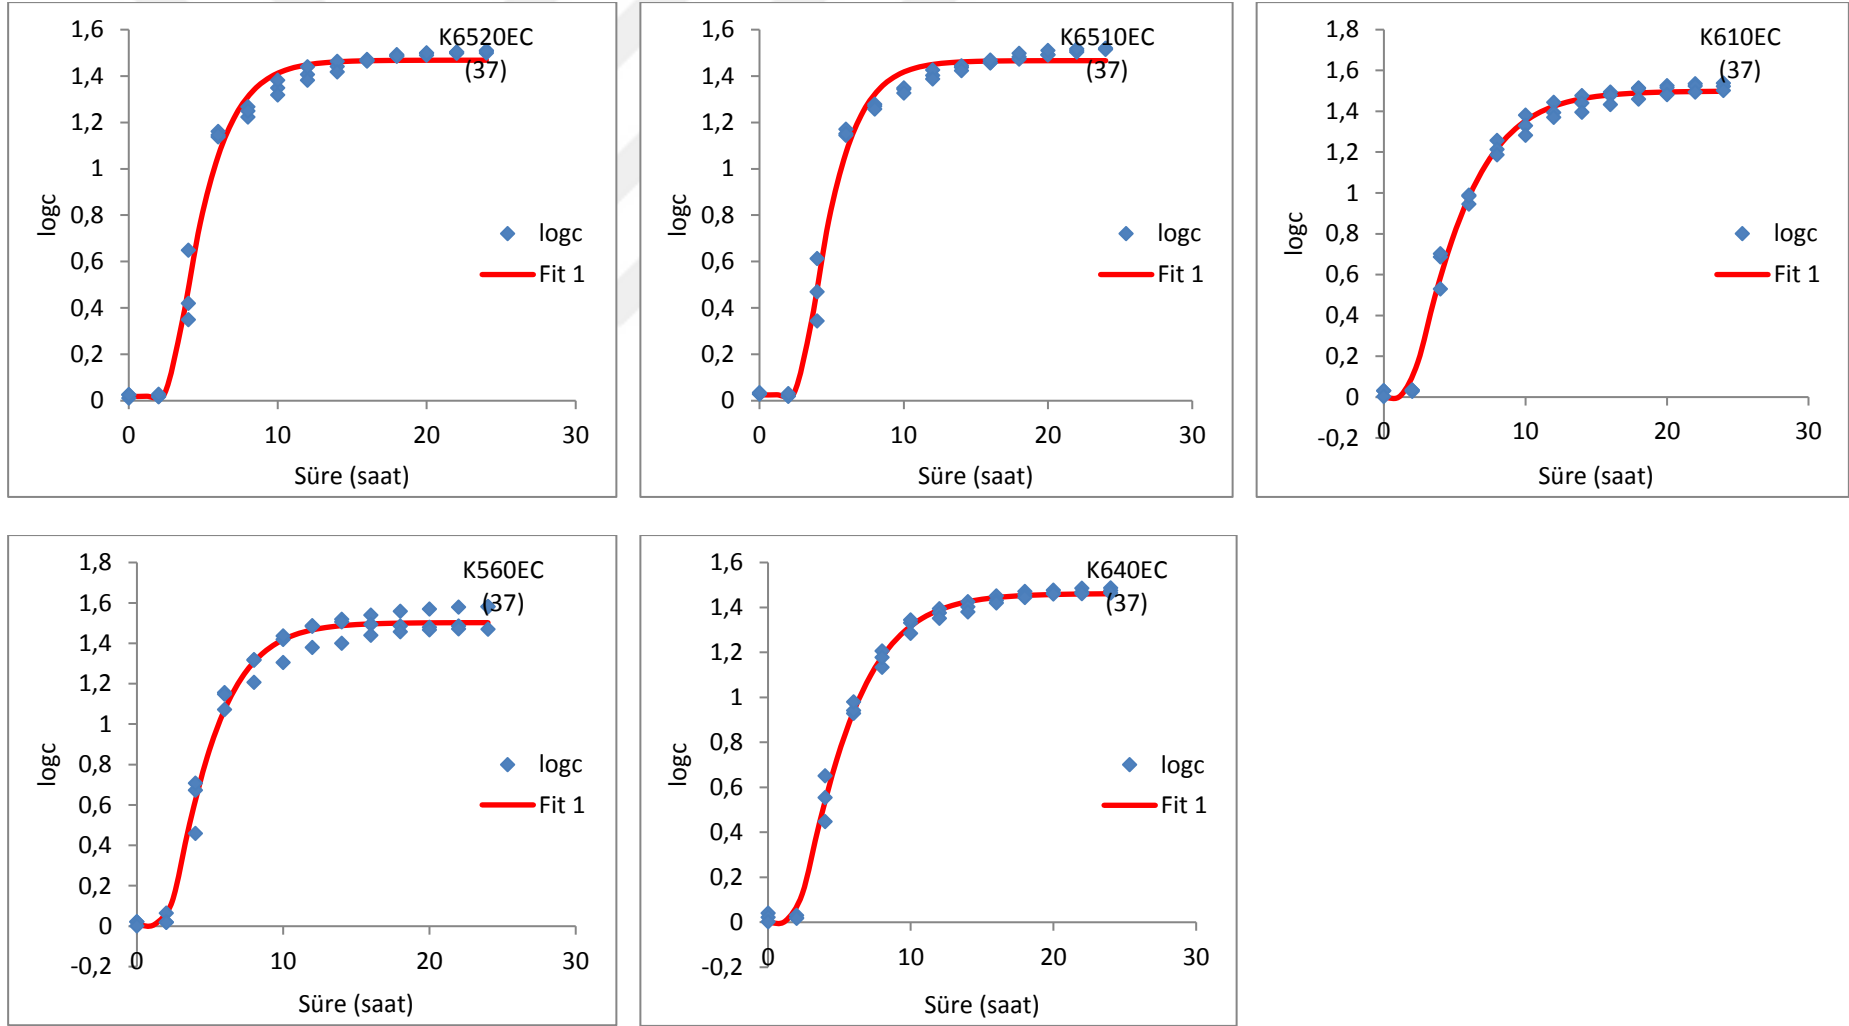 K6520EC
(37)
1,6
1,4
1,2
1
0,8
0,6
0,4
0,2
0
logc
logc
Fit 1
0 10 20 30
Süre (saat)
K6510EC
(37)
1,6
1,4
1,2
1
0,8
0,6
0,4
0,2
0
logc
logc
Fit 1
0 10 20 30
Süre (saat)
K610EC
(37)
1,8
1,6
1,4
1,2
1
0,8
0,6
0,4
0,2
0
-0,2
logc
logc
Fit 1
0 10 20 30
Süre (saat)
K560EC
(37)
1,8
1,6
1,4
1,2
1
0,8
0,6
0,4
0,2
0
-0,2
logc
logc
Fit 1
0 10 20 30
Süre (saat)
K640EC
(37)
1,6
1,4
1,2
1
0,8
0,6
0,4
0,2
0
-0,2
logc
logc
Fit 1
0 10 20 30
Süre (saat)